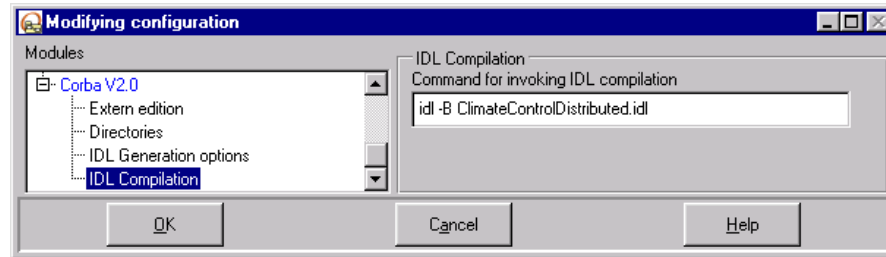 Modifying configuration
Modules
Corba V2.0
Extern edition
Directories
IDL Generation options
IDL Compilation
IDL Compilation
Command for invoking IDL compilation
idl -B ClimateControlDistributed.idl
OK
Cancel
Help